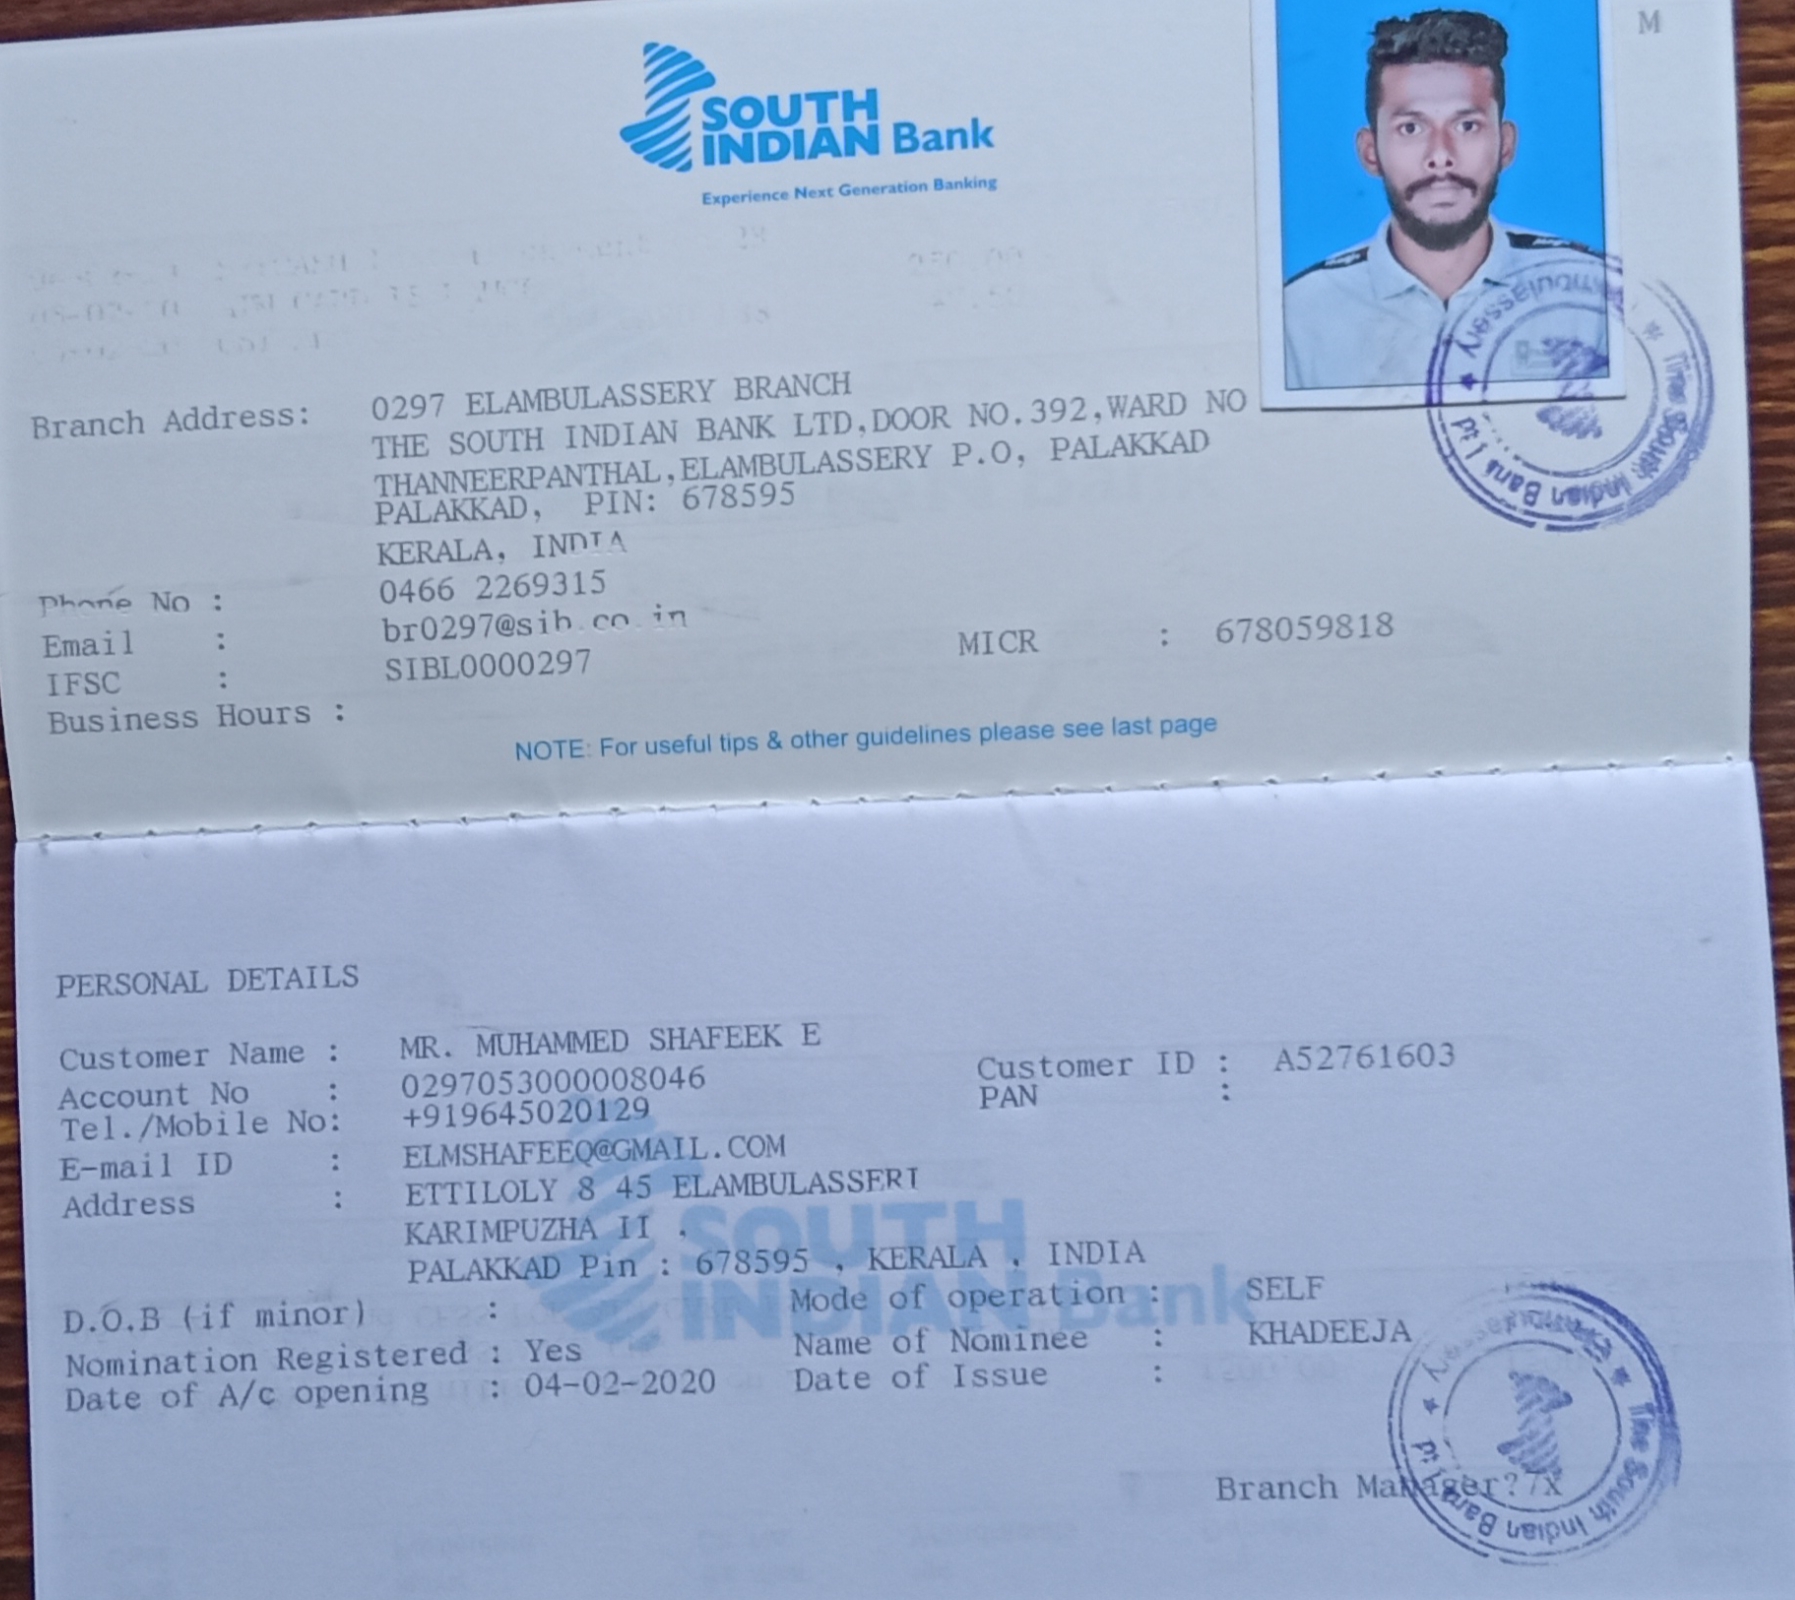 M
SOUTH
INDIAN Bank
Experience Next Generation Banking
Branch Address: 0297 ELAMBULASSERY BRANCH
THE SOUTH INDIAN BANK LTD,DOOR NO.392,WARD NO
THANNEERPANTHAL,ELAMBULASSERY P.O, PALAKKAD
PALAKKAD, PIN: 678595
KERALA, INDIA
Phone No : 0466 2269315
Email : br0297@sib.co.in
IFSC : SIBL0000297 MICR : 678059818
Business Hours :
NOTE: For useful tips & other guidelines please see last page
The South Indian Bank Ltd
PERSONAL DETAILS
Customer Name : MR. MUHAMMED SHAFEEK E
Account No : 0297053000008046 Customer ID : A52761603
Tel./Mobile No: +919645020129 PAN :
E-mail ID : ELMSHAFEEQ@GMAIL.COM
Address : ETTILOLY 8 45 ELAMBULASSERI
KARIMPUZHA II .
PALAKKAD Pin : 678595 , KERALA , INDIA
SOUTH
INDIAN Bank
D.O.B (if minor) : Mode of operation : SELF
Nomination Registered : Yes Name of Nominee : KHADEEJA
Date of A/c opening : 04-02-2020 Date of Issue :
Branch Manager?7X
The South Indian Bank Ltd